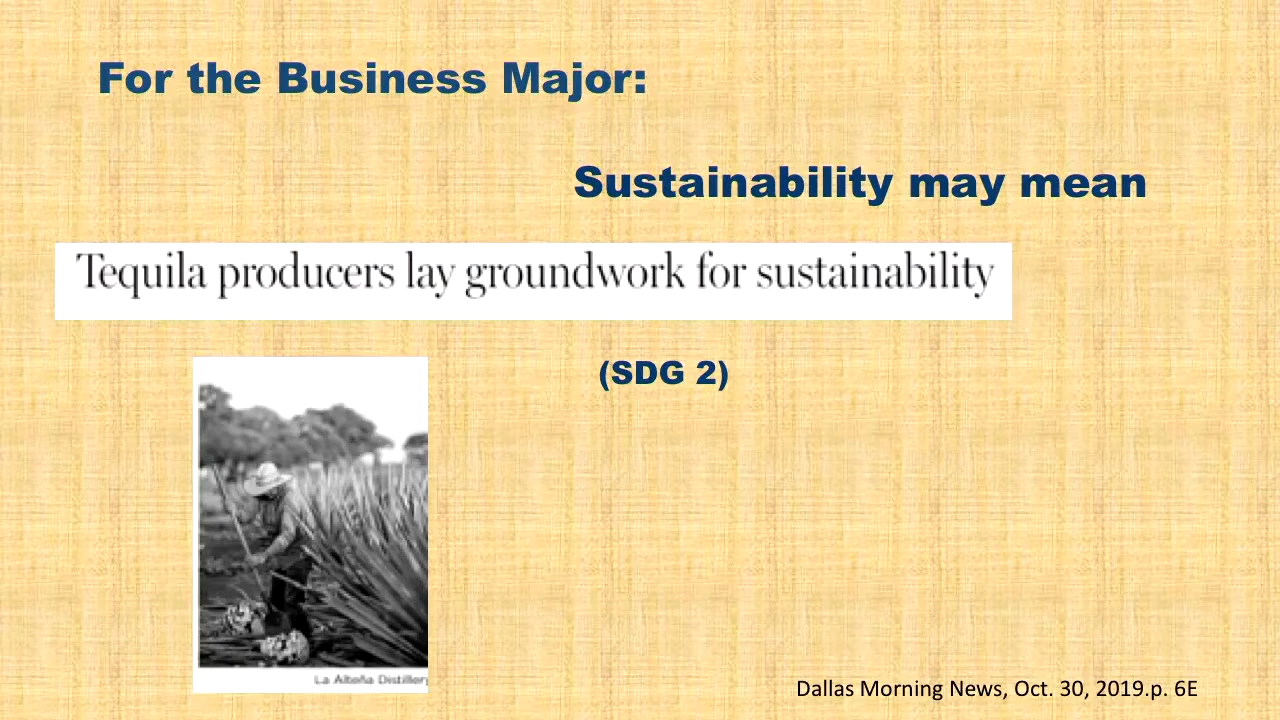 For the Business Major:
Sustainability may mean
Tequila producers lay groundwork for sustainability
(SDG 2)
La Alteña Distillery
Dallas Morning News, Oct. 30, 2019.p. 6E